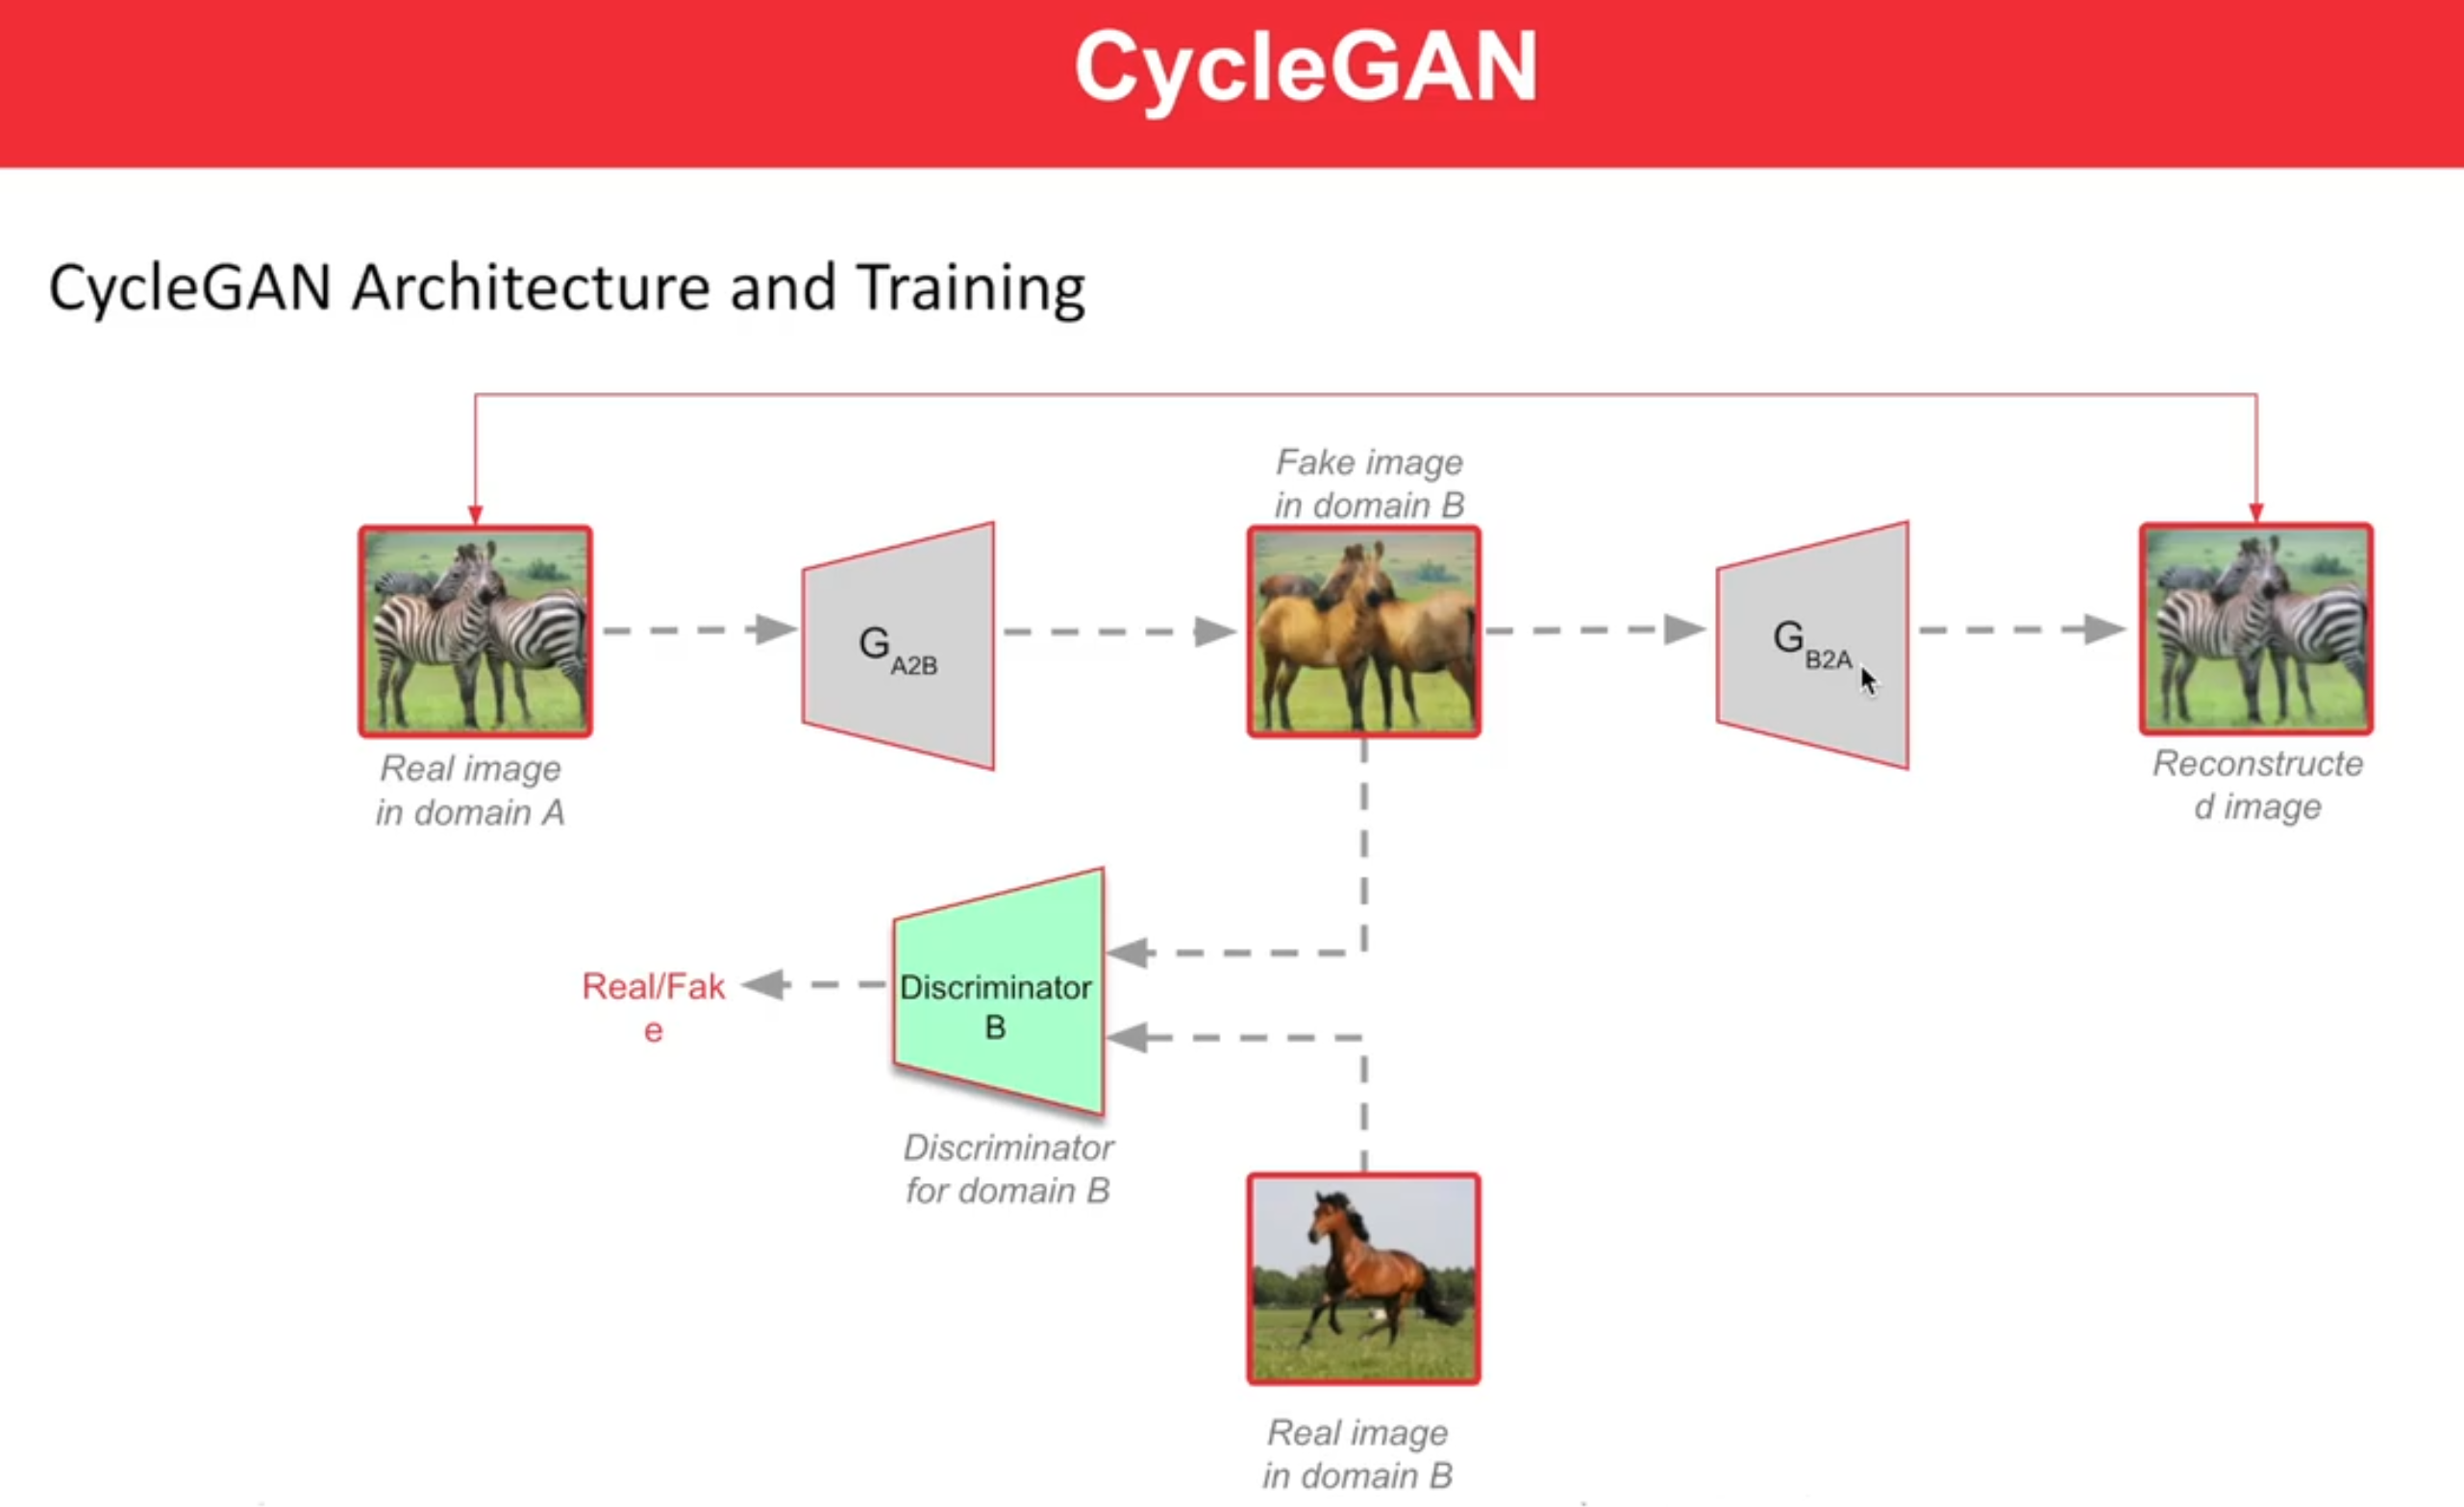 CycleGAN
CycleGAN Architecture and Training
Fake image
in domain B
G A2B
G B2A
Real image
in domain A
Reconstructe
d image
Real/Fak
e
Discriminator
B
Discriminator
for domain B
Real image
in domain B